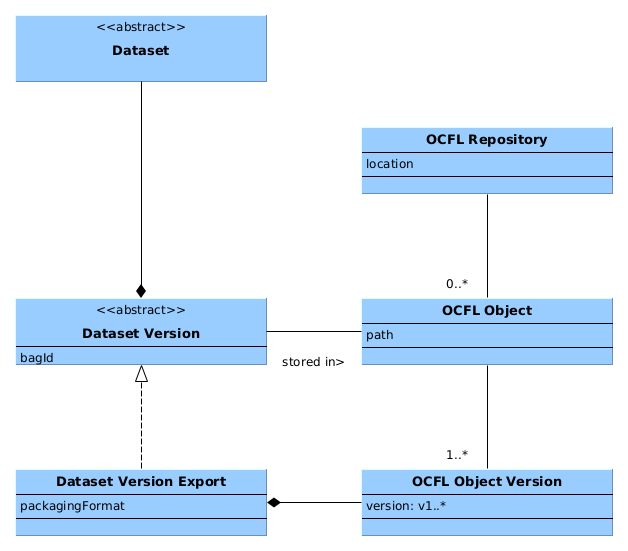 <<abstract>>
Dataset
OCFL Repository
location
0..*
<<abstract>>
Dataset Version
bagId
stored in>
OCFL Object
path
1..*
Dataset Version Export
packagingFormat
OCFL Object Version
version: v1..*